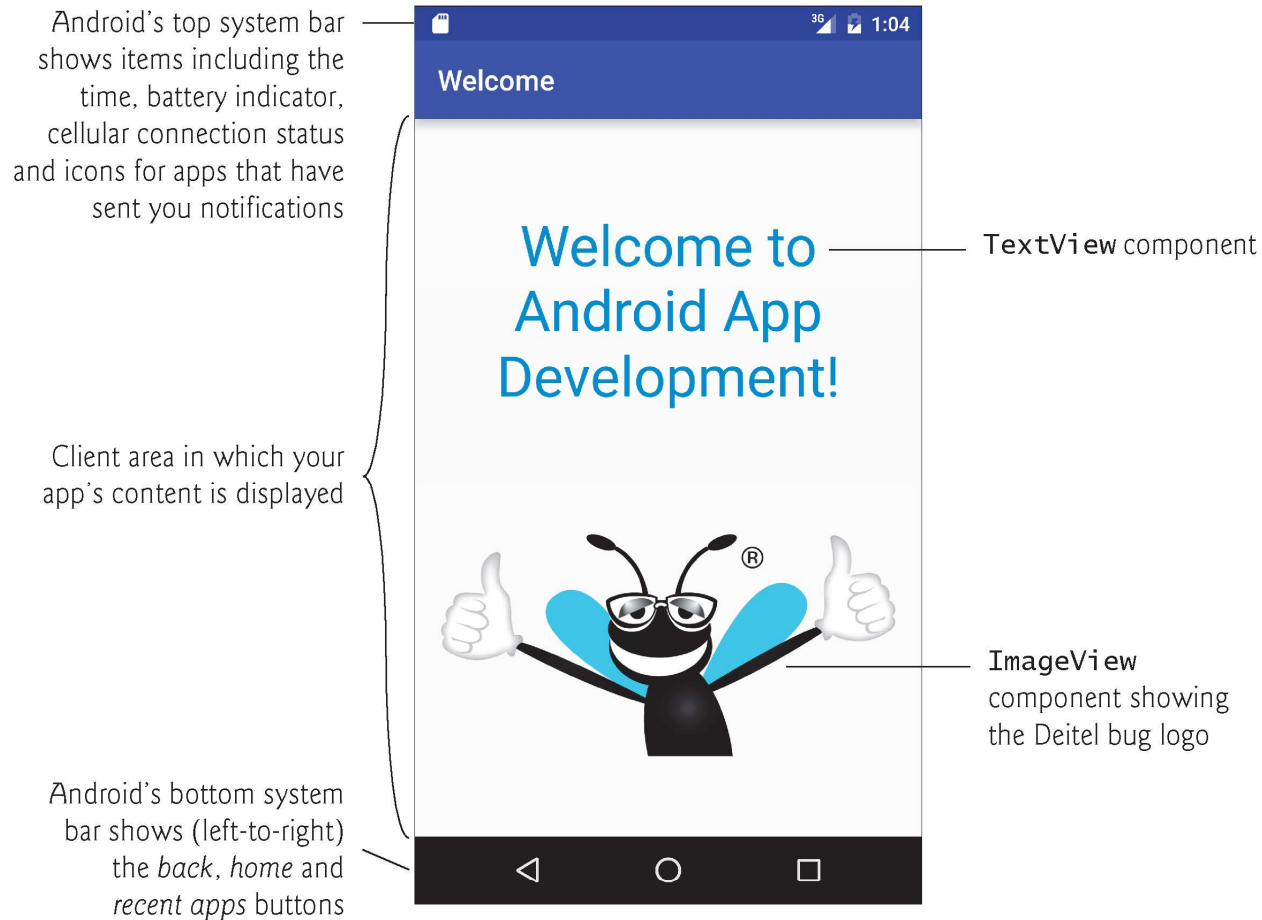 Android's top system bar
shows items including the
time, battery indicator,
cellular connection status
and icons for apps that have
sent you notifications
3G 1:04
Welcome
Welcome to
Android App
Development!
TextView component
Client area in which your
app's content is displayed
®
ImageView
component showing
the Deitel bug logo
Android's bottom system
bar shows (left-to-right)
the back, home and
recent apps buttons